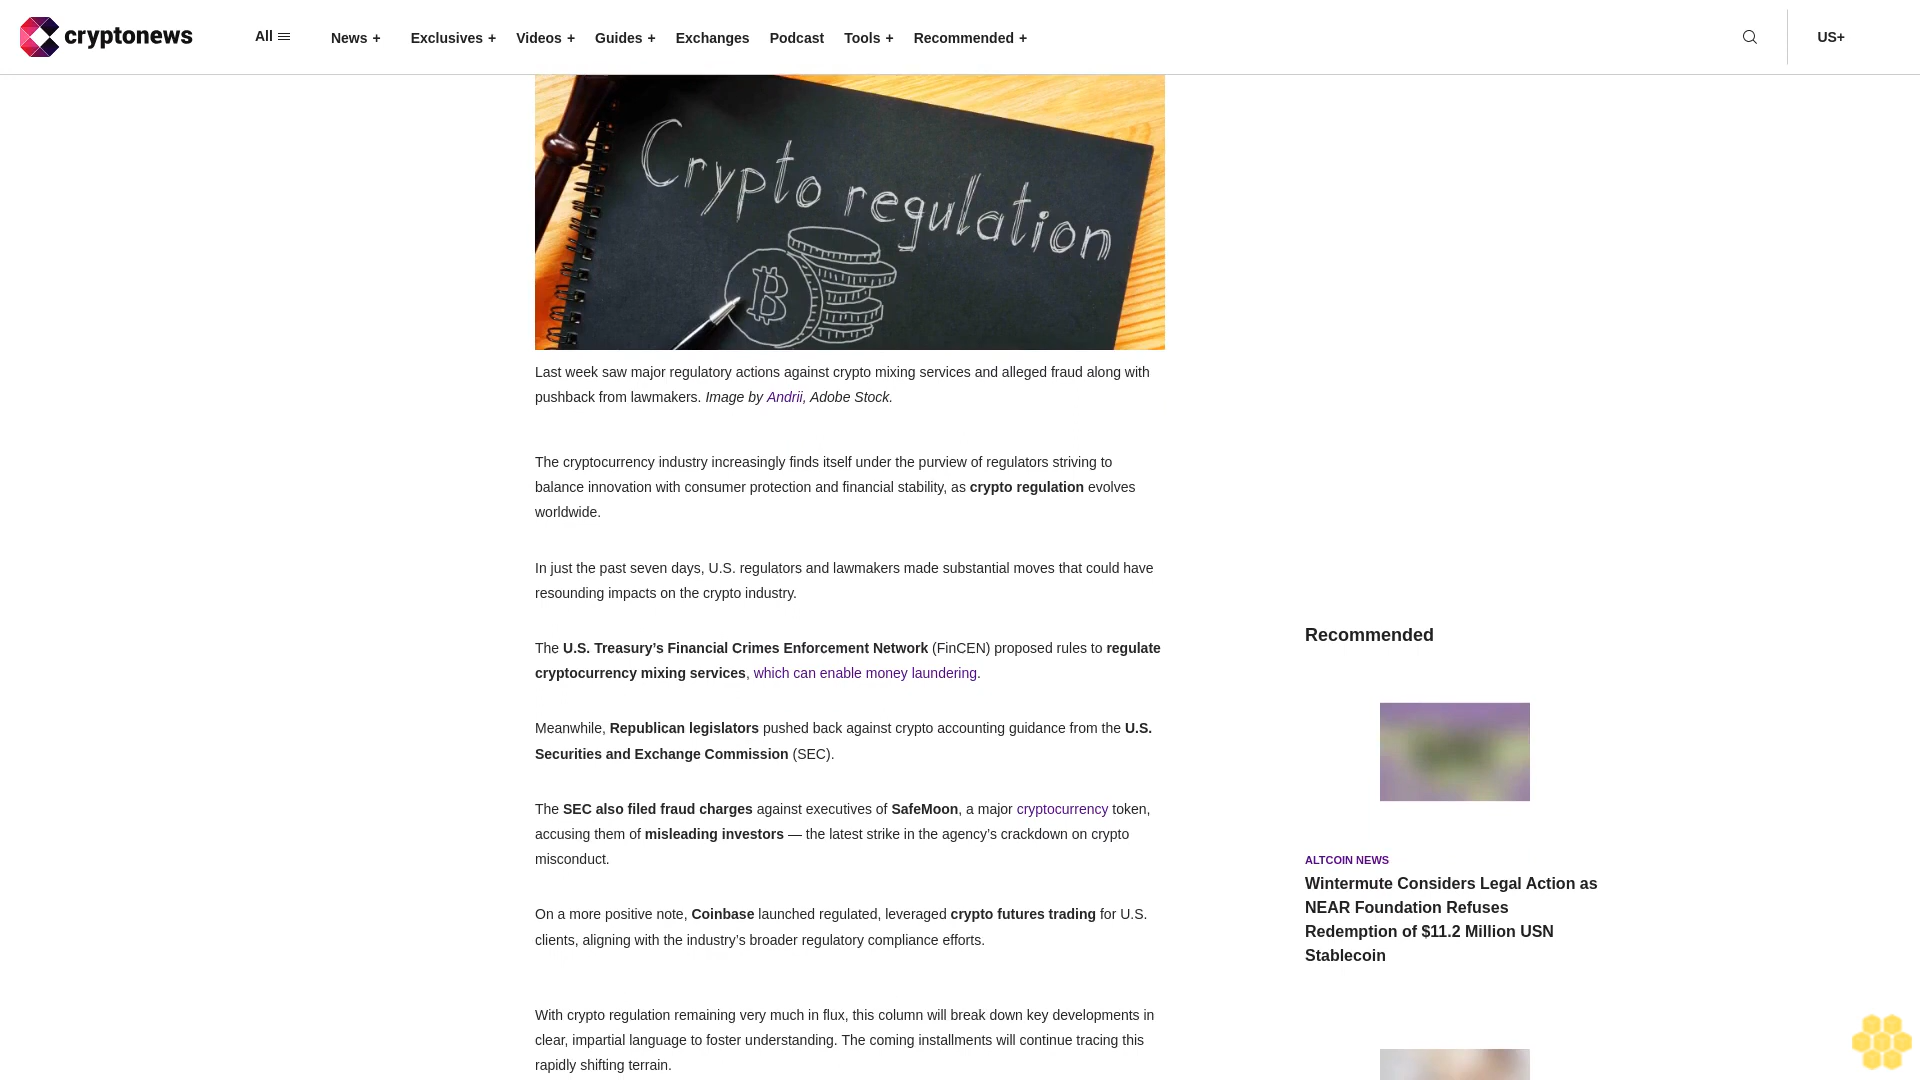 cryptonews
All
News +
Exclusives +
Videos +
Guides +
Exchanges
Podcast
Tools +
Recommended +
US+
Crypto regulation
Last week saw major regulatory actions against crypto mixing services and alleged fraud along with
pushback from lawmakers. Image by Andrii, Adobe Stock.
The cryptocurrency industry increasingly finds itself under the purview of regulators striving to
balance innovation with consumer protection and financial stability, as crypto regulation evolves
worldwide.
In just the past seven days, U.S. regulators and lawmakers made substantial moves that could have
resounding impacts on the crypto industry.
The U.S. Treasury’s Financial Crimes Enforcement Network (FinCEN) proposed rules to regulate
cryptocurrency mixing services, which can enable money laundering.
Meanwhile, Republican legislators pushed back against crypto accounting guidance from the U.S.
Securities and Exchange Commission (SEC).
The SEC also filed fraud charges against executives of SafeMoon, a major cryptocurrency token,
accusing them of misleading investors — the latest strike in the agency’s crackdown on crypto
misconduct.
On a more positive note, Coinbase launched regulated, leveraged crypto futures trading for U.S.
clients, aligning with the industry’s broader regulatory compliance efforts.
With crypto regulation remaining very much in flux, this column will break down key developments in
clear, impartial language to foster understanding. The coming installments will continue tracing this
rapidly shifting terrain.
Recommended
ALTCOIN NEWS
Wintermute Considers Legal Action as
NEAR Foundation Refuses
Redemption of $11.2 Million USN
Stablecoin